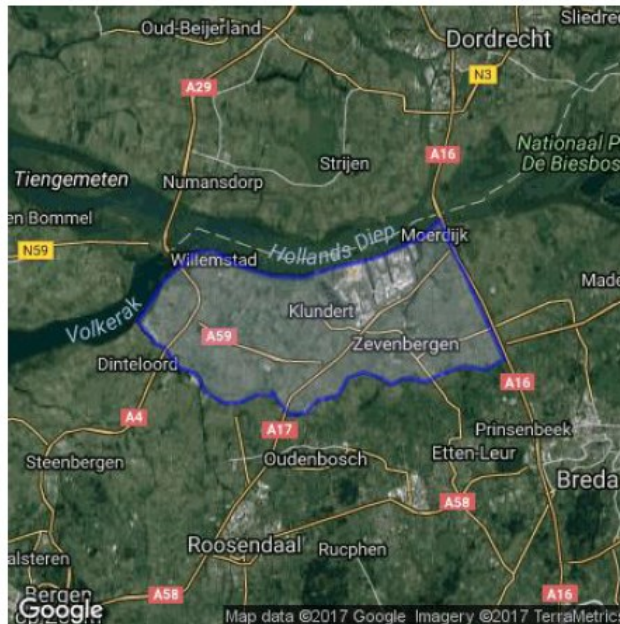 Sliedre
Oud-Beijerland
Dordrecht
N3
A29
A16
Nationaal P
De Biesbos
Strijen
Tiengemeten
Numansdorp
en Bommel
N59
Moerdijk
Hollands Diep
Willemstad
Made
Klundert
Volkerak
A59
Zevenbergen
Dinteloord
A16
A4
A17
Prinsenbeek
Steenbergen
Oudenbosch
Etten-Leur
Breda
A58
Roosendaal
Rucphen
alsteren
Bergen
A58
A16
Google
Map data ©2017 Google Imagery ©2017 TerraMetrics